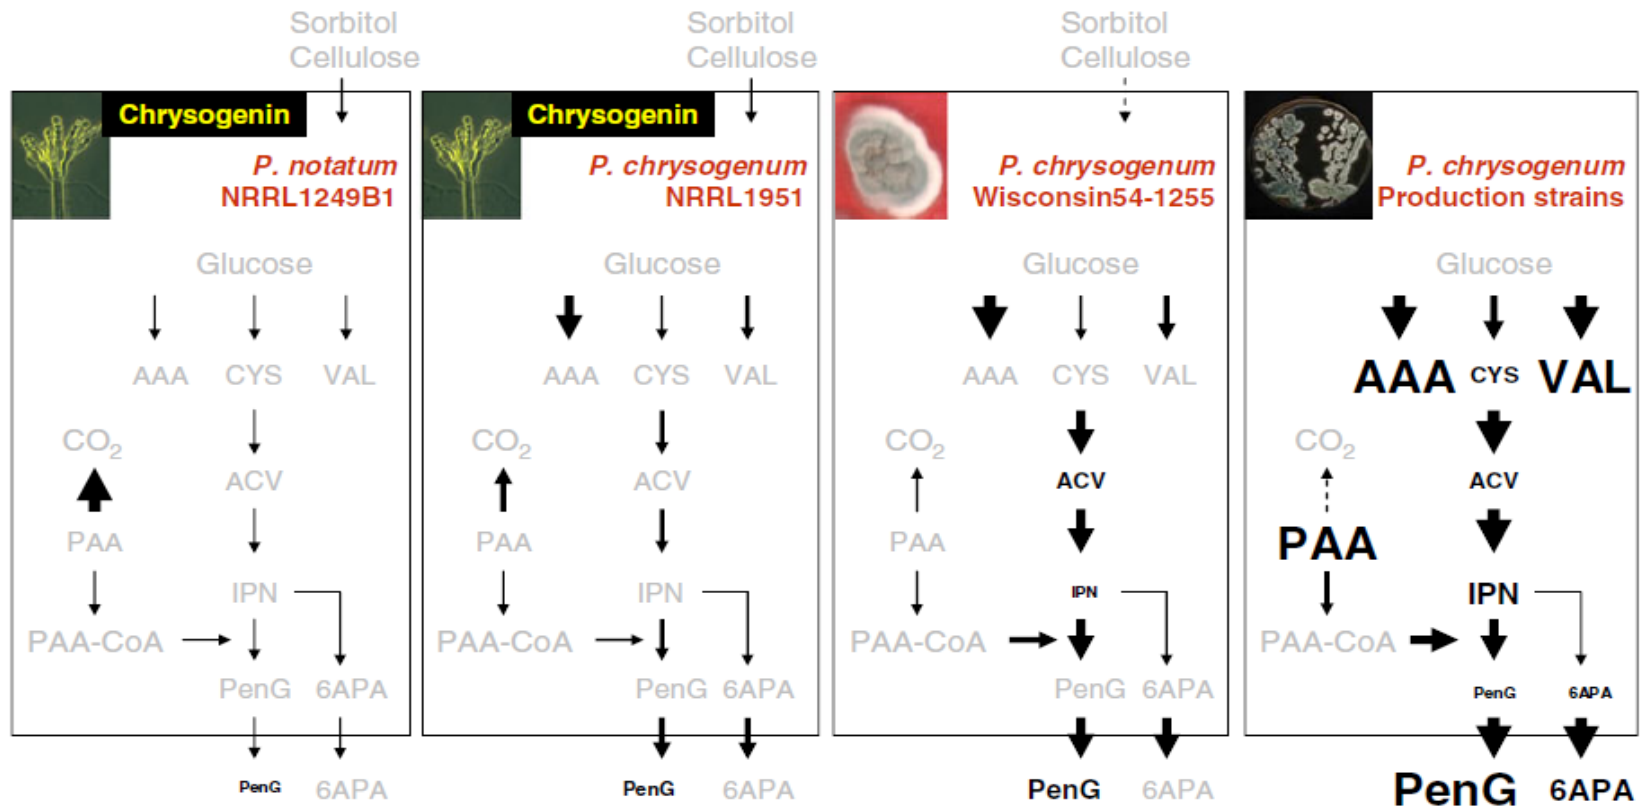 Sorbitol
Cellulose
Chrysogenin
P. notatum
NRRL1249B1
Glucose
AAA CYS VAL
CO2
ACV
PAA
IPN
PAA-CoA
PenG 6APA
PenG 6APA
Sorbitol
Cellulose
Chrysogenin
P. chrysogenum
NRRL1951
Glucose
AAA CYS VAL
CO2
ACV
PAA
IPN
PAA-CoA
PenG 6APA
PenG 6APA
Sorbitol
Cellulose
P. chrysogenum
Wisconsin54-1255
Glucose
AAA CYS VAL
CO2
ACV
PAA
IPN
PAA-CoA
PenG 6APA
PenG 6APA
P. chrysogenum
Production strains
Glucose
AAA CYS VAL
CO2
ACV
PAA
IPN
PAA-CoA
PenG 6APA
PenG 6APA